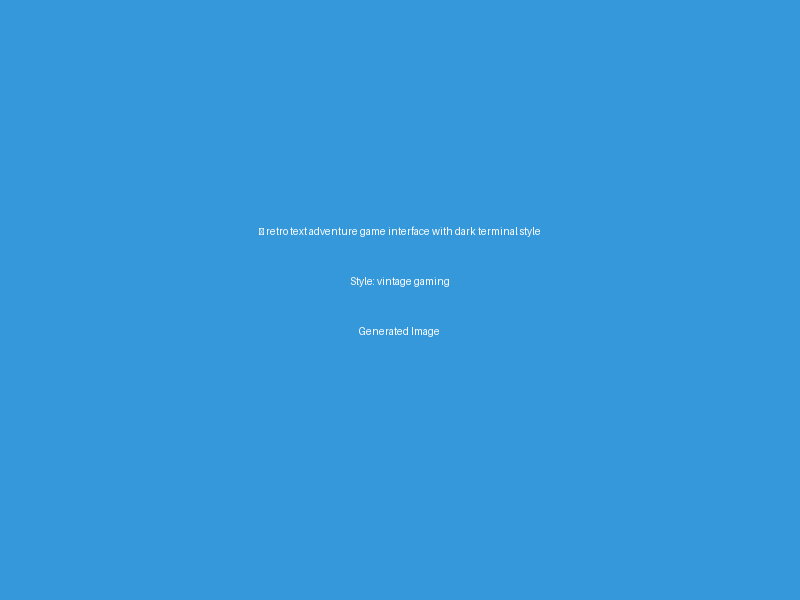 retro text adventure game interface with dark terminal style
Style: vintage gaming
Generated Image